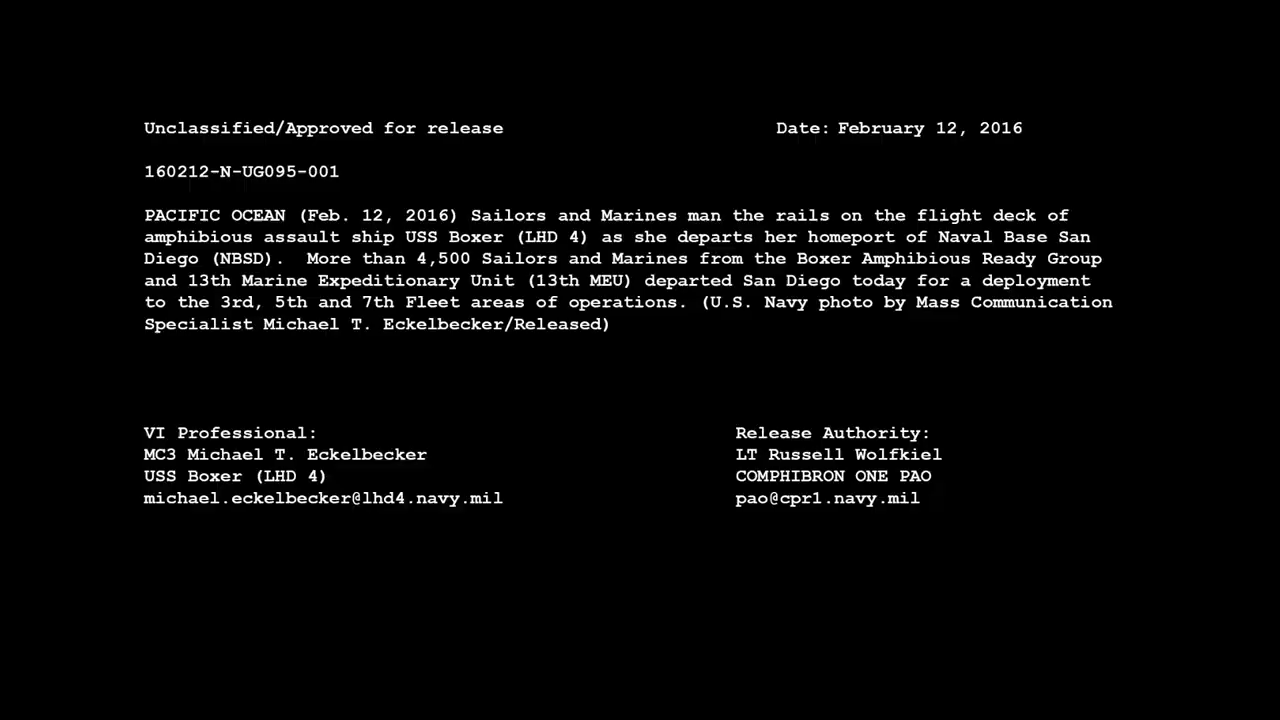 Unclassified/Approved for release Date: February 12, 2016
160212-N-UG095-001
PACIFIC OCEAN (Feb. 12, 2016) Sailors and Marines man the rails on the flight deck of
amphibious assault ship USS Boxer (LHD 4) as she departs her homeport of Naval Base San
Diego (NBSD).  More than 4,500 Sailors and Marines from the Boxer Amphibious Ready Group
and 13th Marine Expeditionary Unit (13th MEU) departed San Diego today for a deployment
to the 3rd, 5th and 7th Fleet areas of operations. (U.S. Navy photo by Mass Communication
Specialist Michael T. Eckelbecker/Released)
VI Professional:
MC3 Michael T. Eckelbecker
USS Boxer (LHD 4)
michael.eckelbecker@lhd4.navy.mil
Release Authority:
LT Russell Wolfkiel
COMPHIBRON ONE PAO
pao@cpr1.navy.mil